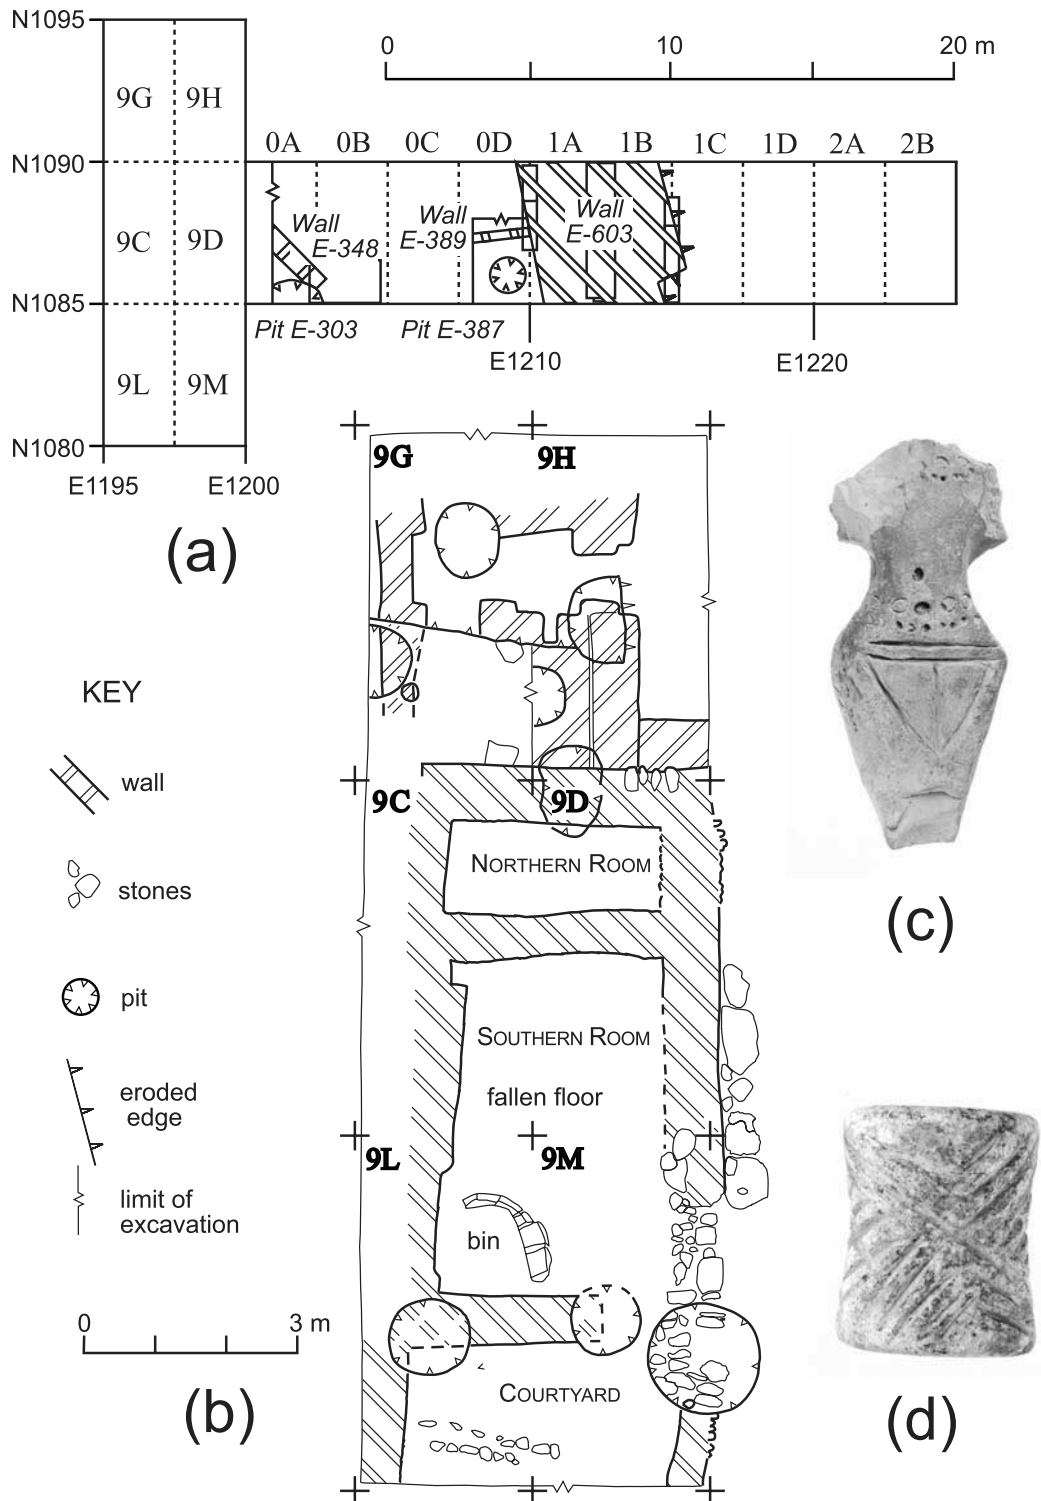 N1095
0 10 20 m
9G 9H
0A 0B 0C 0D 1A 1B 1C 1D 2A 2B
N1090
Wall
E-348
Wall
E-389
Wall
E-603
9C 9D
N1085
Pit E-303 Pit E-387
E1210 E1220
9L 9M
N1080
E1195 E1200
(a)
9G 9H
KEY
wall
stones
pit
eroded
edge
limit of
excavation
0 3 m
(b)
9C 9D
NORTHERN ROOM
SOUTHERN ROOM
fallen floor
9L 9M
bin
COURTYARD
(c)
(d)